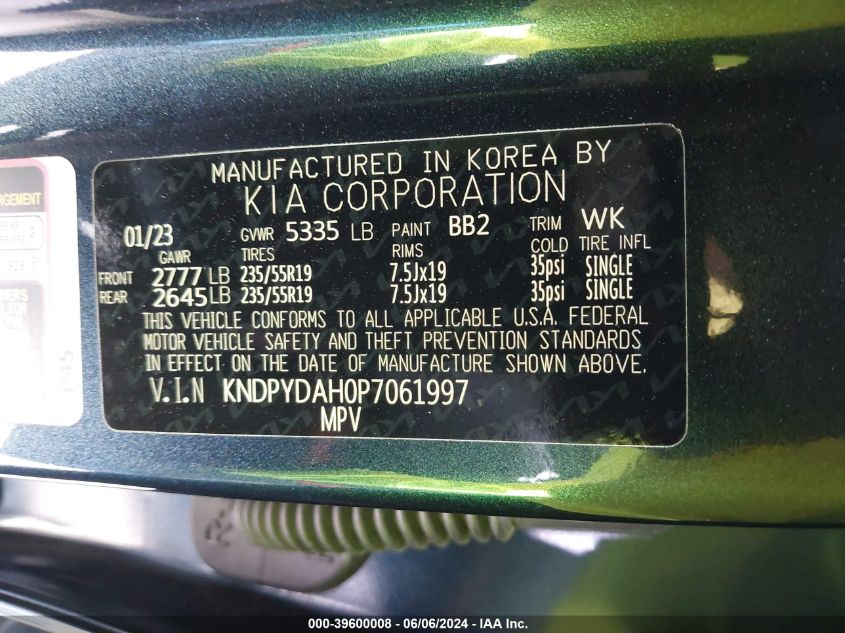 MANUFACTURED IN KOREA BY
KIA CORPORATION
01/23 GVWR 5335 LB PAINT BB2 TRIM WK
GAWR TIRES RIMS COLD TIRE INFL
FRONT 2777 LB 235/55R19 7.5Jx19 35psi SINGLE
REAR 2645 LB 235/55R19 7.5Jx19 35psi SINGLE
THIS VEHICLE CONFORMS TO ALL APPLICABLE U.S.A. FEDERAL
MOTOR VEHICLE SAFETY AND THEFT PREVENTION STANDARDS
IN EFFECT ON THE DATE OF MANUFACTURE SHOWN ABOVE.
V.I.N KNDPYDAH0P7061997
MPV
P45
000-39600008 - 06/06/2024 - IAA Inc.